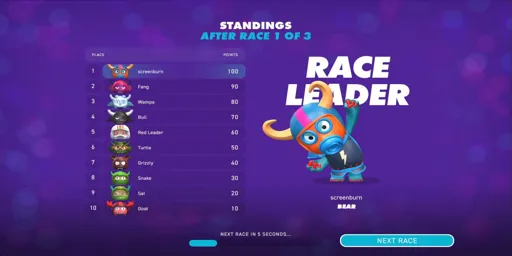 STANDINGS
AFTER RACE 1 OF 3
PLACE POINTS
1 screenburn 100
2 Fang 90
3 Wampa 80
4 Bull 70
5 Red Leader 60
6 Turtle 50
7 Grizzly 40
8 Snake 30
9 Sal 20
10 Goat 10
RACE
LEADER
screenburn
BEAR
NEXT RACE IN 5 SECONDS...
NEXT RACE